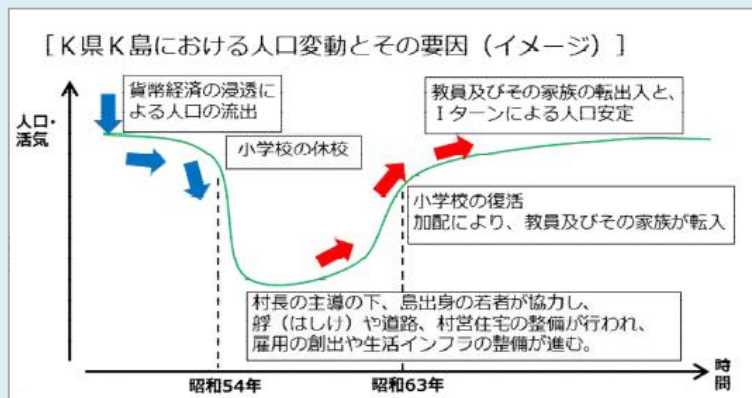 ［Ｋ県Ｋ島における人口変動とその要因（イメージ）］
貨幣経済の浸透に
よる人口の流出
教員及びその家族の転出入と、
Ｉターンによる人口安定
人口・
活気
小学校の休校
小学校の復活
加配により、教員及びその家族が転入
村長の主導の下、島出身の若者が協力し、
艀（はしけ）や道路、村営住宅の整備が行われ、
雇用の創出や生活インフラの整備が進む。
時
間
昭和54年
昭和63年